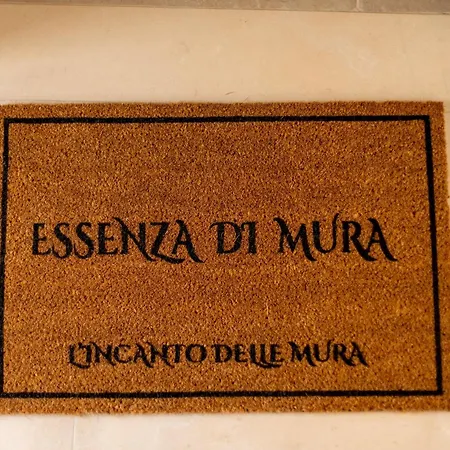 ESSENZA DI MURA
L'INCANTO DELLE MURA